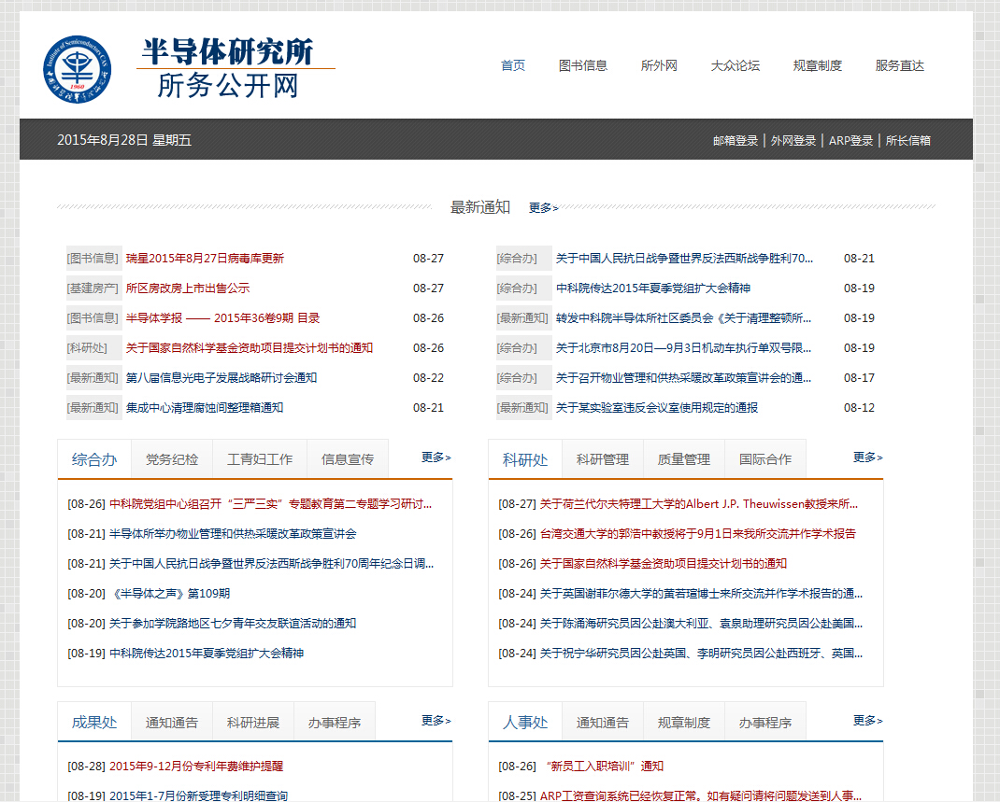 Institute of Semiconductors,CAS
1960
半导体研究所
所务公开网
首页 图书信息 所外网 大众论坛 规章制度 服务直达
2015年8月28日 星期五
邮箱登录 | 外网登录 | ARP登录 | 所长信箱
最新通知 更多>
[图书信息] 瑞星2015年8月27日病毒库更新 08-27
[基建房产] 所区房改房上市出售公示 08-27
[图书信息] 半导体学报 —— 2015年36卷9期 目录 08-26
[科研处] 关于国家自然科学基金资助项目提交计划书的通知 08-26
[最新通知] 第八届信息光电子发展战略研讨会通知 08-22
[最新通知] 集成中心清理腐蚀间整理箱通知 08-21
[综合办] 关于中国人民抗日战争暨世界反法西斯战争胜利70... 08-21
[综合办] 中科院传达2015年夏季党组扩大会精神 08-19
[最新通知] 转发中科院半导体所社区委员会《关于清理整顿所... 08-19
[综合办] 关于北京市8月20日—9月3日机动车执行单双号限... 08-19
[综合办] 关于召开物业管理和供热采暖改革政策宣讲会的通... 08-17
[最新通知] 关于某实验室违反会议室使用规定的通报 08-12
综合办 党务纪检 工青妇工作 信息宣传 更多>
[08-26] 中科院党组中心组召开“三严三实”专题教育第二专题学习研讨...
[08-21] 半导体所举办物业管理和供热采暖改革政策宣讲会
[08-21] 关于中国人民抗日战争暨世界反法西斯战争胜利70周年纪念日调...
[08-20] 《半导体之声》第109期
[08-20] 关于参加学院路地区七夕青年交友联谊活动的通知
[08-19] 中科院传达2015年夏季党组扩大会精神
科研处 科研管理 质量管理 国际合作 更多>
[08-27] 关于荷兰代尔夫特理工大学的Albert J.P. Theuwissen教授来所...
[08-26] 台湾交通大学的郭浩中教授将于9月1日来我所交流并作学术报告
[08-26] 关于国家自然科学基金资助项目提交计划书的通知
[08-24] 关于英国谢菲尔德大学的黄若瑄博士来所交流并作学术报告的通...
[08-24] 关于陈涌海研究员因公赴澳大利亚、袁泉助理研究员因公赴美国...
[08-24] 关于祝宁华研究员因公赴英国、李明研究员因公赴西班牙、英国...
成果处 通知通告 科研进展 办事程序 更多>
[08-28] 2015年9-12月份专利年费维护提醒
[08-19] 2015年1-7月份新受理专利明细查询
人事处 通知通告 规章制度 办事程序 更多>
[08-26] “新员工入职培训”通知
[08-25] ARP工资查询系统已经恢复正常。如有疑问请将问题发送到人事...